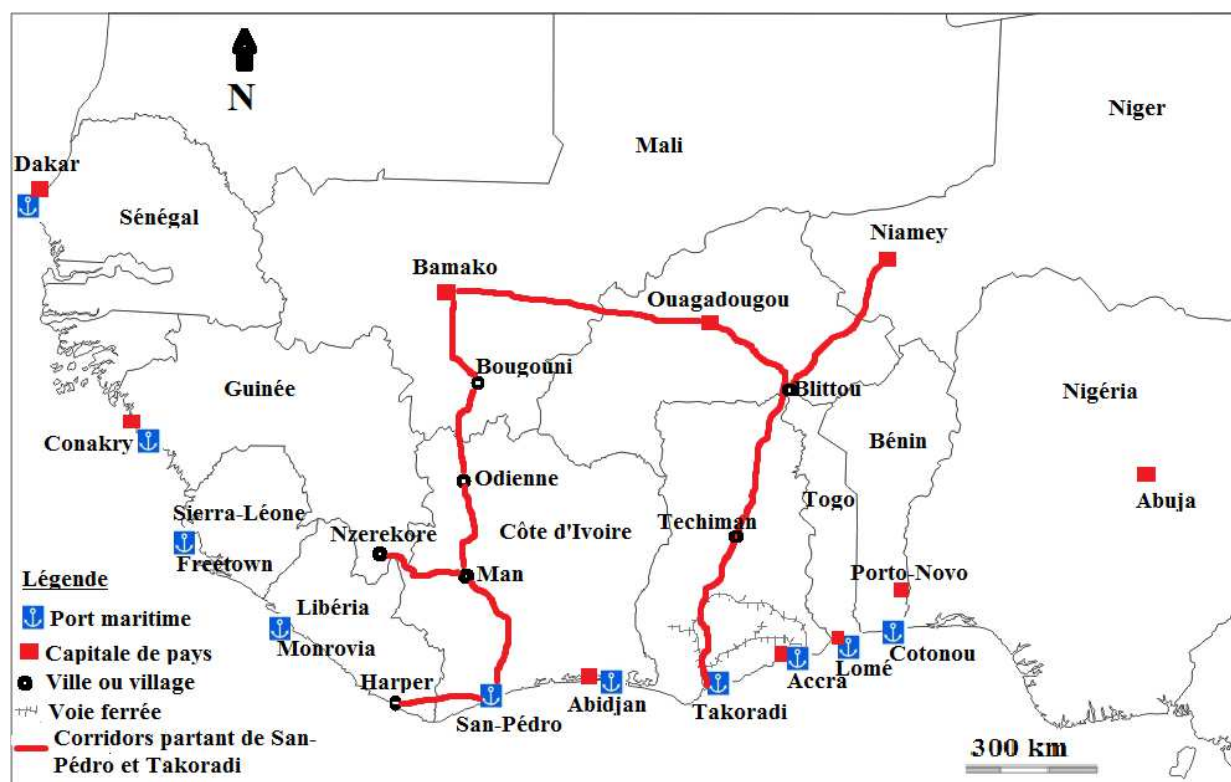 N
Niger
Mali
Dakar
Sénégal
Niamey
Bamako
Ouagadougou
Bougouni
Guinée
Blittou
Nigéria
Conakry
Bénin
Odienne
Abuja
Togo
Sierra-Léone
Techiman
Nzerekore
Côte d'Ivoire
Freetown
Man
Porto-Novo
Légende
Libéria
Port maritime
Monrovia
Capitale de pays
Cotonou
Lomé
Accra
Ville ou village
Harper
Abidjan
Takoradi
San-Pédro
Voie ferrée
Corridors partant de San-
Pédro et Takoradi
300 km